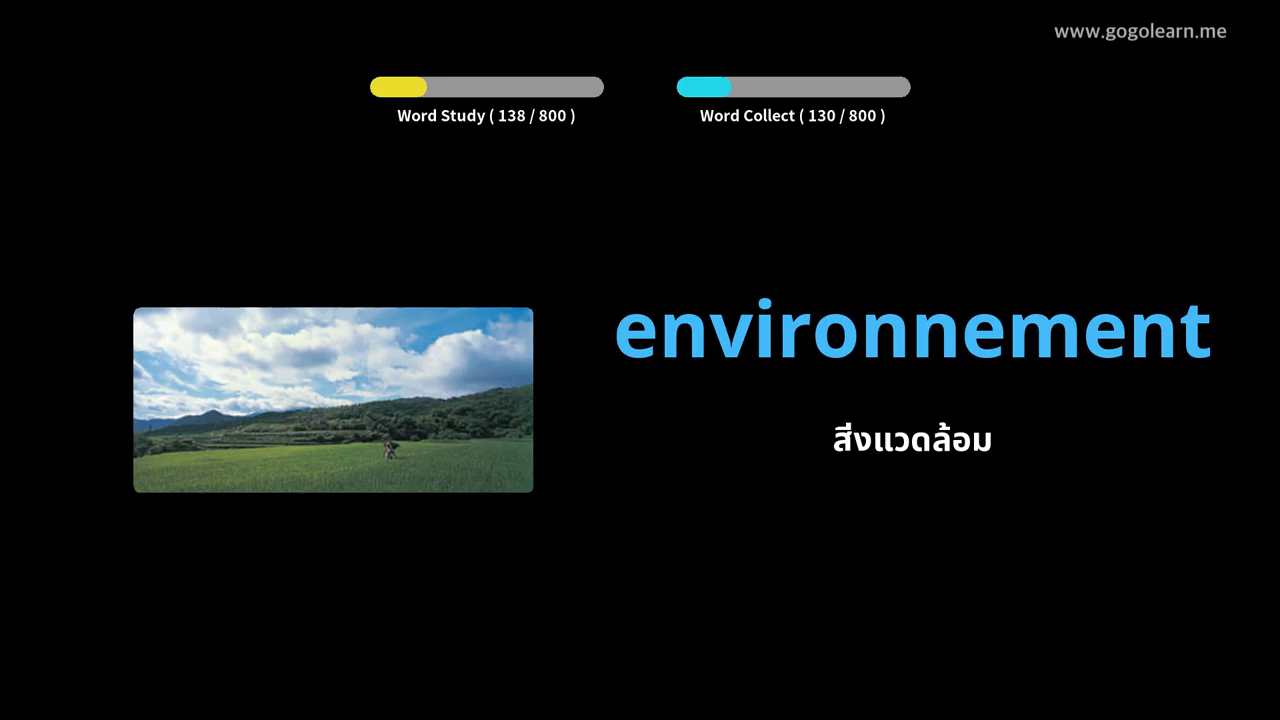 www.gogolearn.me
Word Study ( 138 / 800 )
Word Collect ( 130 / 800 )
environnement
สิ่งแวดล้อม